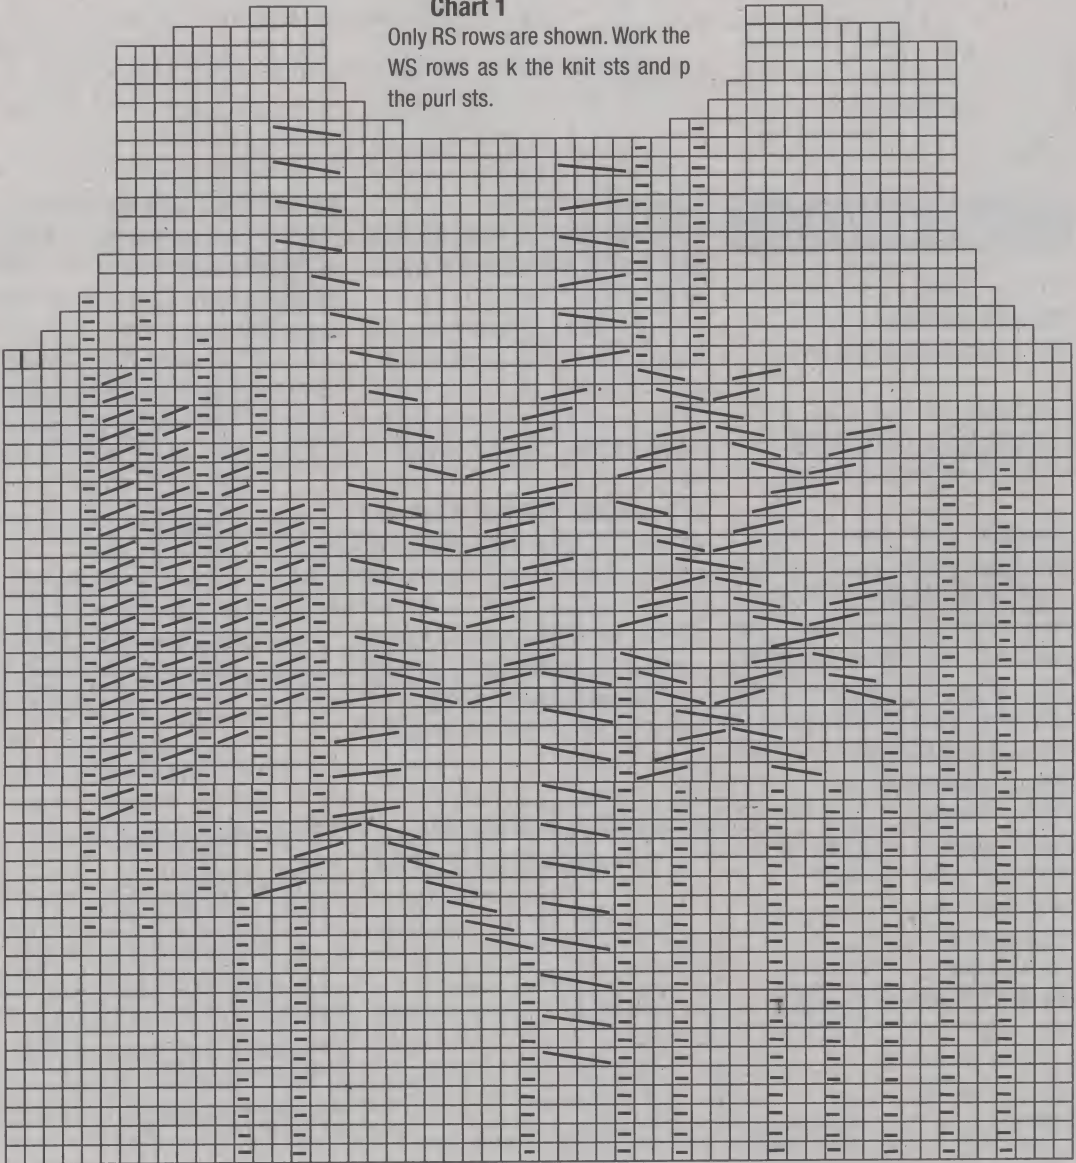 Chart 1
Only RS rows are shown. Work the
WS rows as k the knit sts and p
the purl sts.